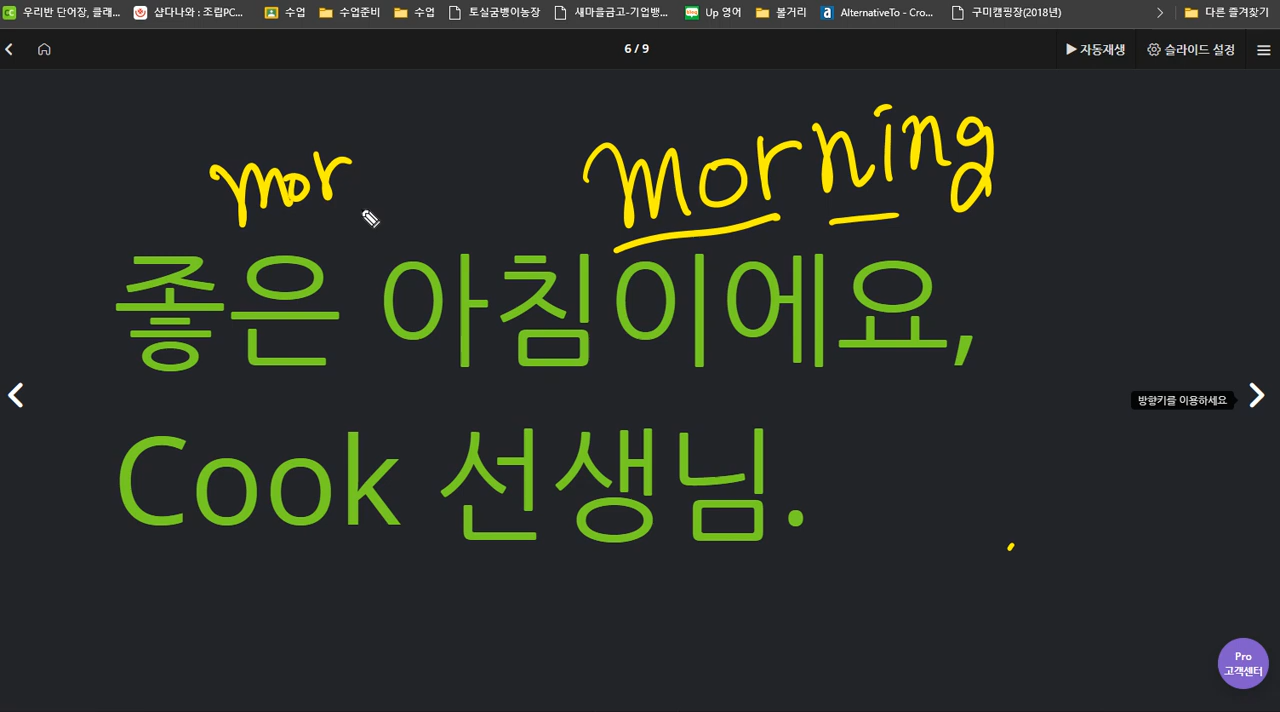 우리반 단어장, 클래... 샵다나와 : 조립PC... 수업 수업준비 수업 토실굼벵이농장 새마을금고-기업뱅... Up 영어 볼거리 AlternativeTo - Cro... 구미캠핑장(2018년) 다른 즐겨찾기
6 / 9 자동재생 슬라이드 설정
mor morning
좋은 아침이에요,
방향키를 이용하세요
Cook 선생님.
Pro
고객센터